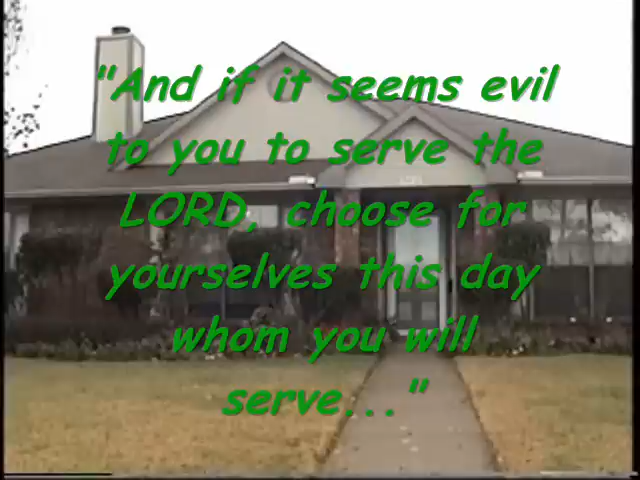 "And if it seems evil
to you to serve the
LORD, choose for
yourselves this day
whom you will
serve..."